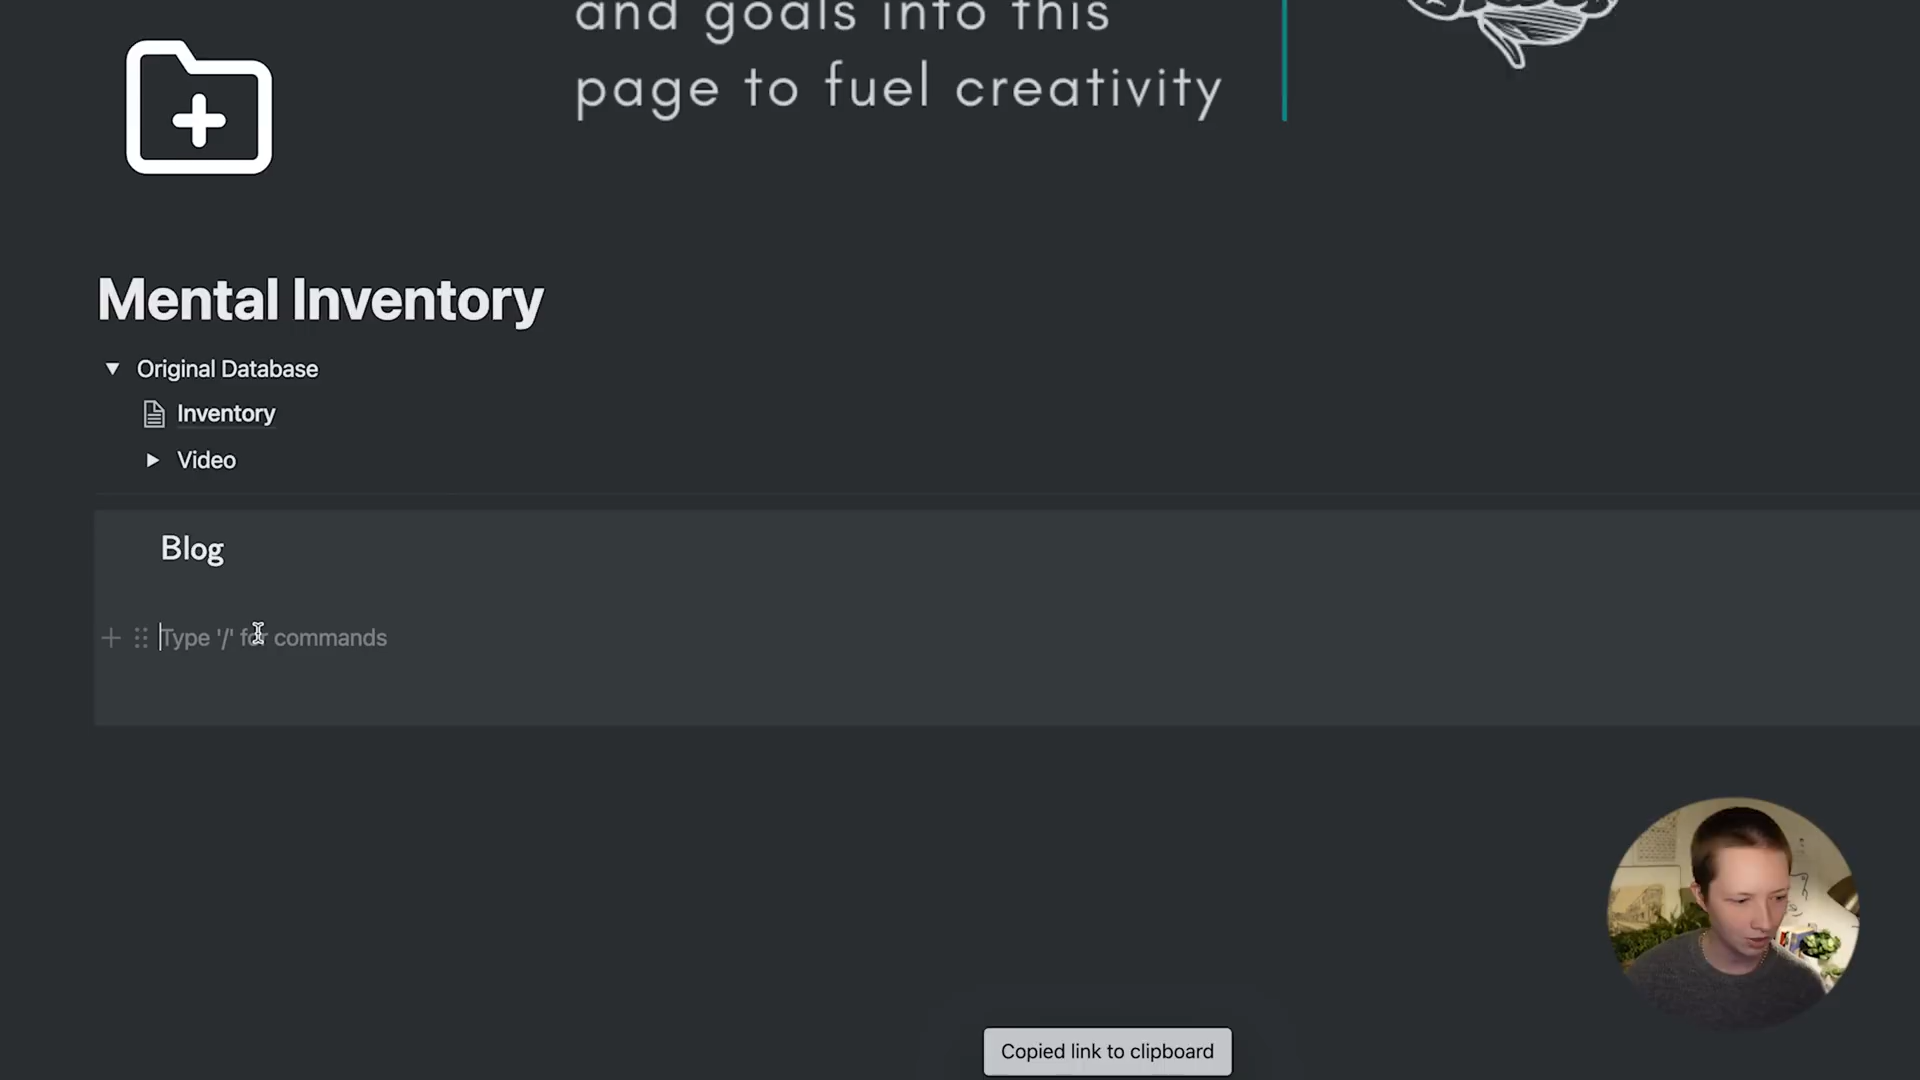 and goals into this
page to fuel creativity
Mental Inventory
Original Database
Inventory
Video
Blog
Type '/' for commands
Copied link to clipboard